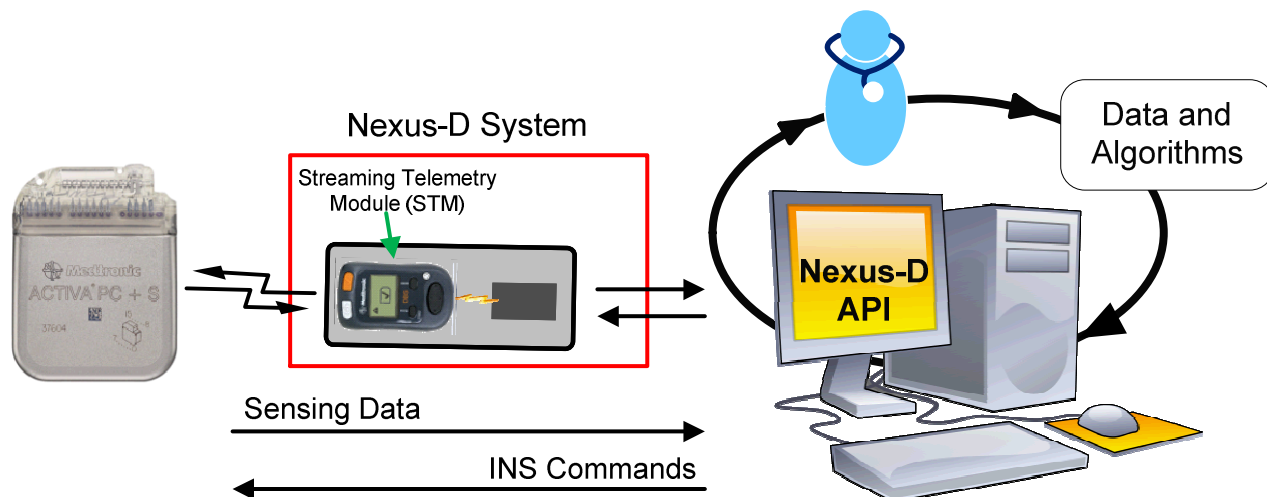 Nexus-D System
Streaming Telemetry
Module (STM)
Medtronic
ACTIVA® PC + S
37604
Data and
Algorithms
Nexus-D
API
Sensing Data
INS Commands